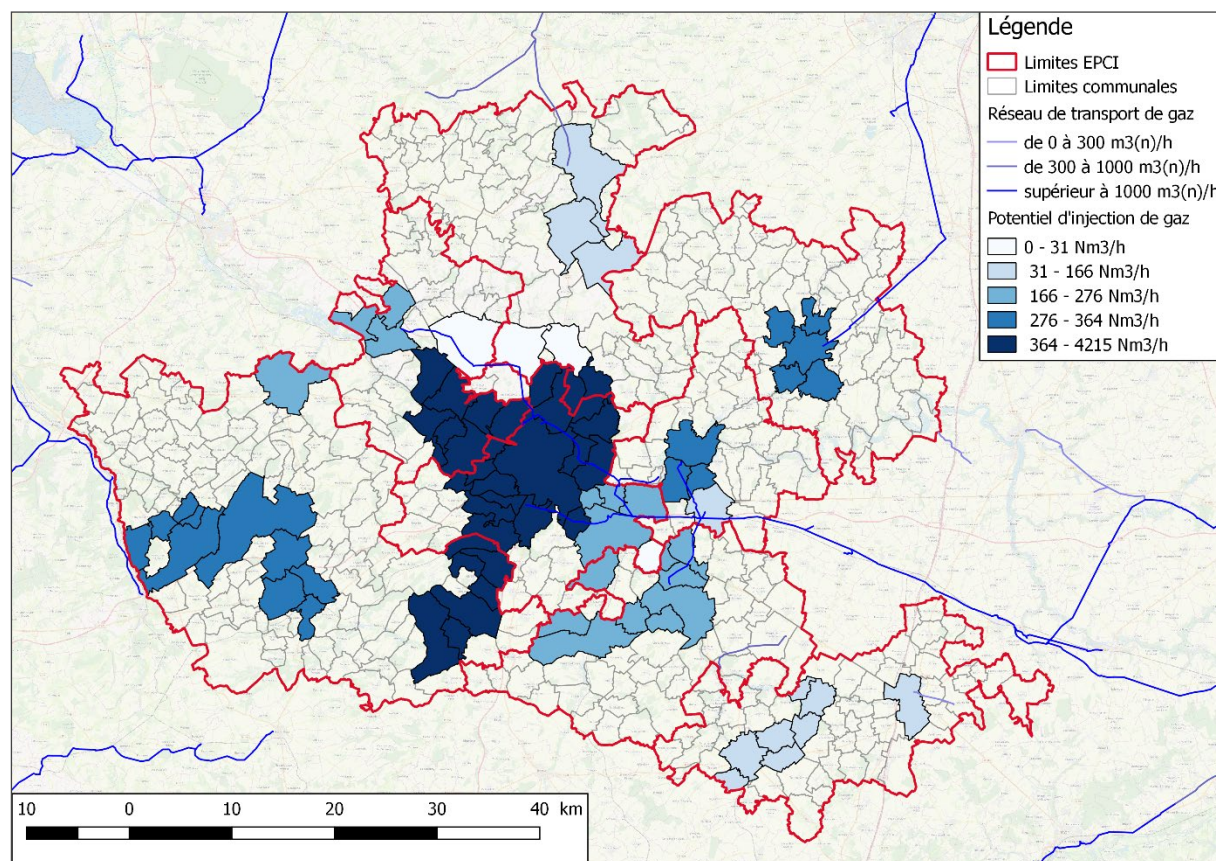 Légende
Limites EPCI
Limites communales
Réseau de transport de gaz
de 0 à 300 m3(n)/h
de 300 à 1000 m3(n)/h
supérieur à 1000 m3(n)/h
Potentiel d'injection de gaz
0 - 31 Nm3/h
31 - 166 Nm3/h
166 - 276 Nm3/h
276 - 364 Nm3/h
364 - 4215 Nm3/h
10 0 10 20 30 40 km